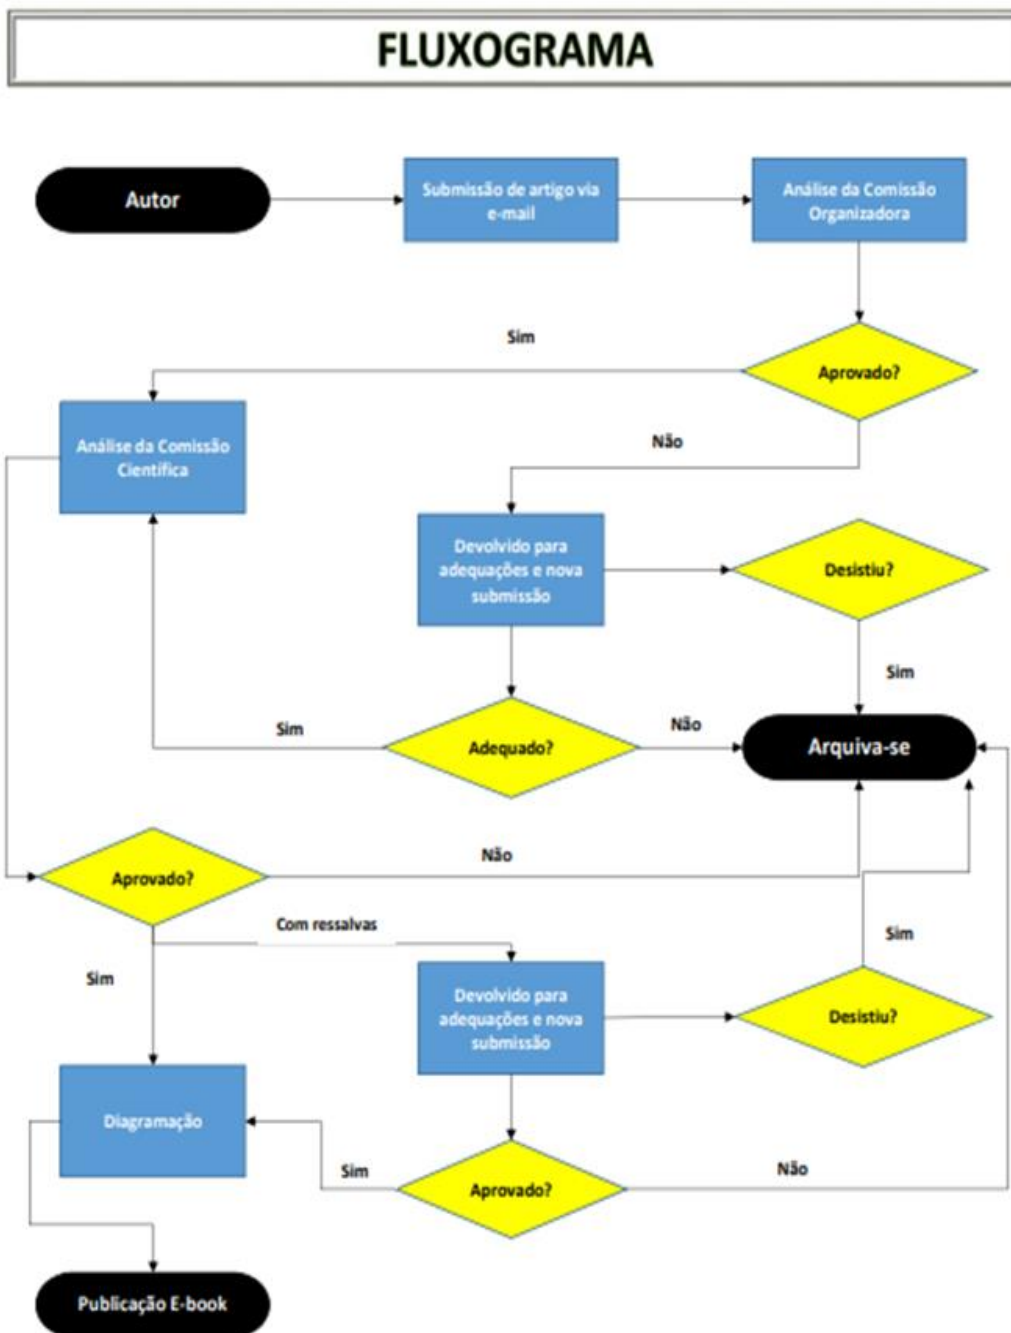 FLUXOGRAMA
Autor
Submissão de artigo via
e-mail
Análise da Comissão
Organizadora
Sim
Aprovado?
Análise da Comissão
Científica
Não
Devolvido para
adequações e nova
submissão
Desistiu?
Sim
Sim
Adequado?
Não
Arquiva-se
Aprovado?
Não
Com ressalvas
Sim
Sim
Devolvido para
adequações e nova
submissão
Desistiu?
Diagramação
Sim
Aprovado?
Não
Publicação E-book